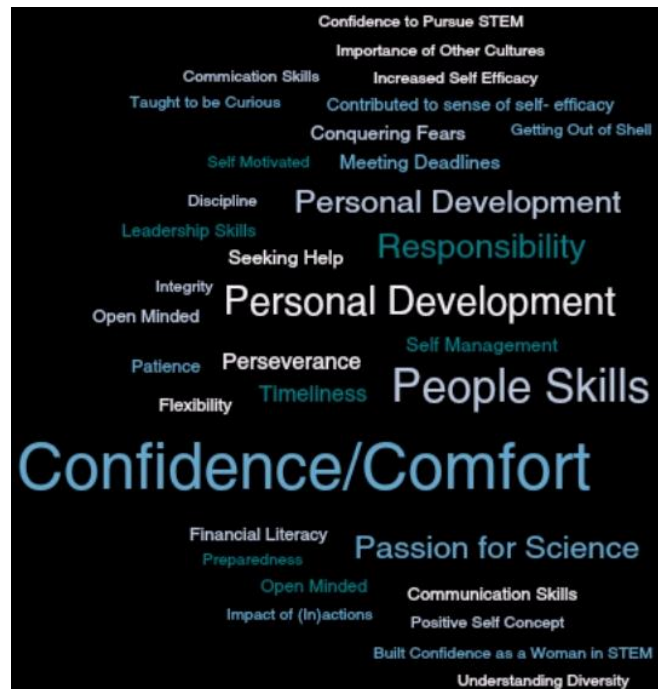 Confidence to Pursue STEM
Importance of Other Cultures
Commication Skills
Increased Self Efficacy
Taught to be Curious
Contributed to sense of self- efficacy
Conquering Fears
Getting Out of Shell
Self Motivated
Meeting Deadlines
Discipline
Personal Development
Leadership Skills
Responsibility
Seeking Help
Integrity
Personal Development
Open Minded
Self Management
Patience
Perseverance
People Skills
Timeliness
Flexibility
Confidence/Comfort
Financial Literacy
Passion for Science
Preparedness
Open Minded
Communication Skills
Impact of (In)actions
Positive Self Concept
Built Confidence as a Woman in STEM
Understanding Diversity